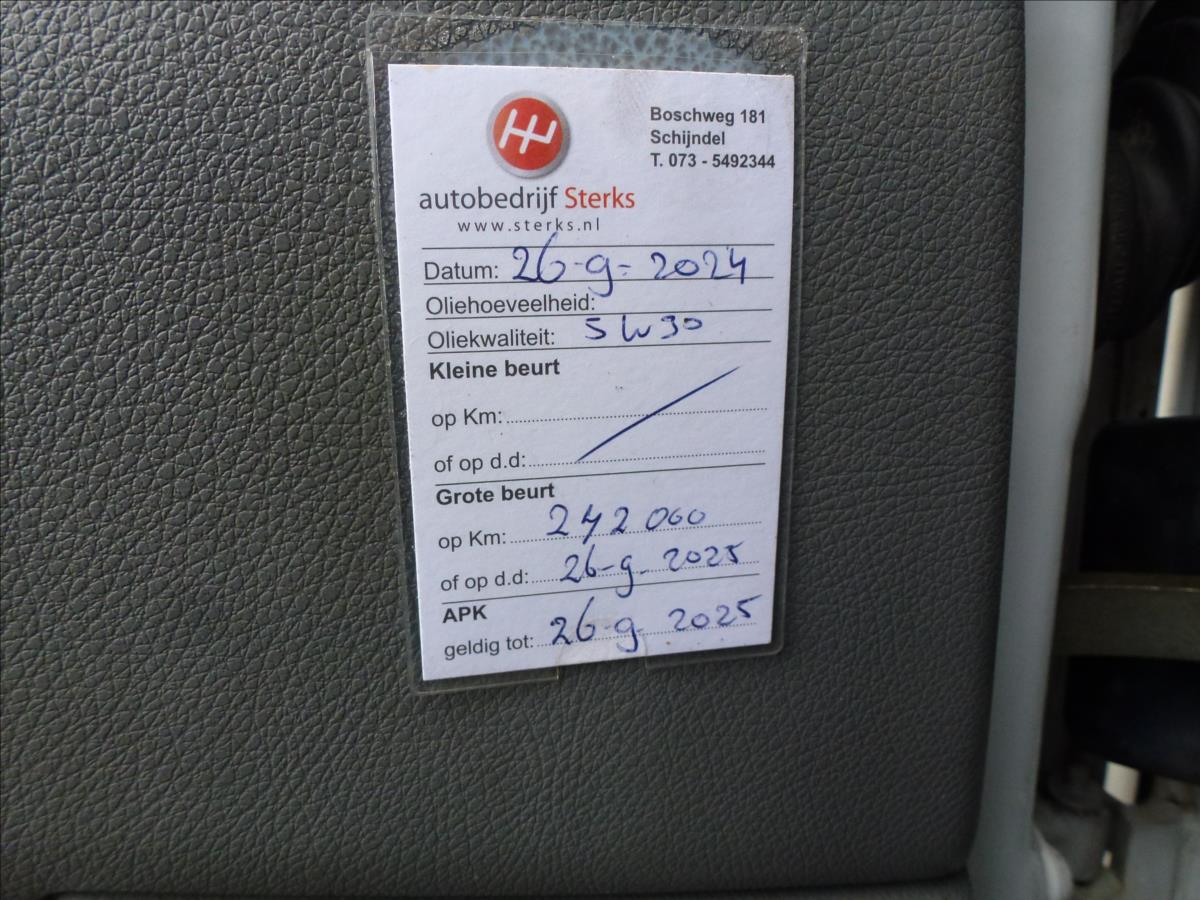 Boschweg 181
Schijndel
T. 073 - 5492344
autobedrijf Sterks
www.sterks.nl
Datum: 26-9-2024
Oliehoeveelheid:
Oliekwaliteit: 5W30
Kleine beurt
op Km:
of op d.d:
Grote beurt
op Km: 242000
of op d.d: 26-9-2025
APK
geldig tot: 26-9-2025